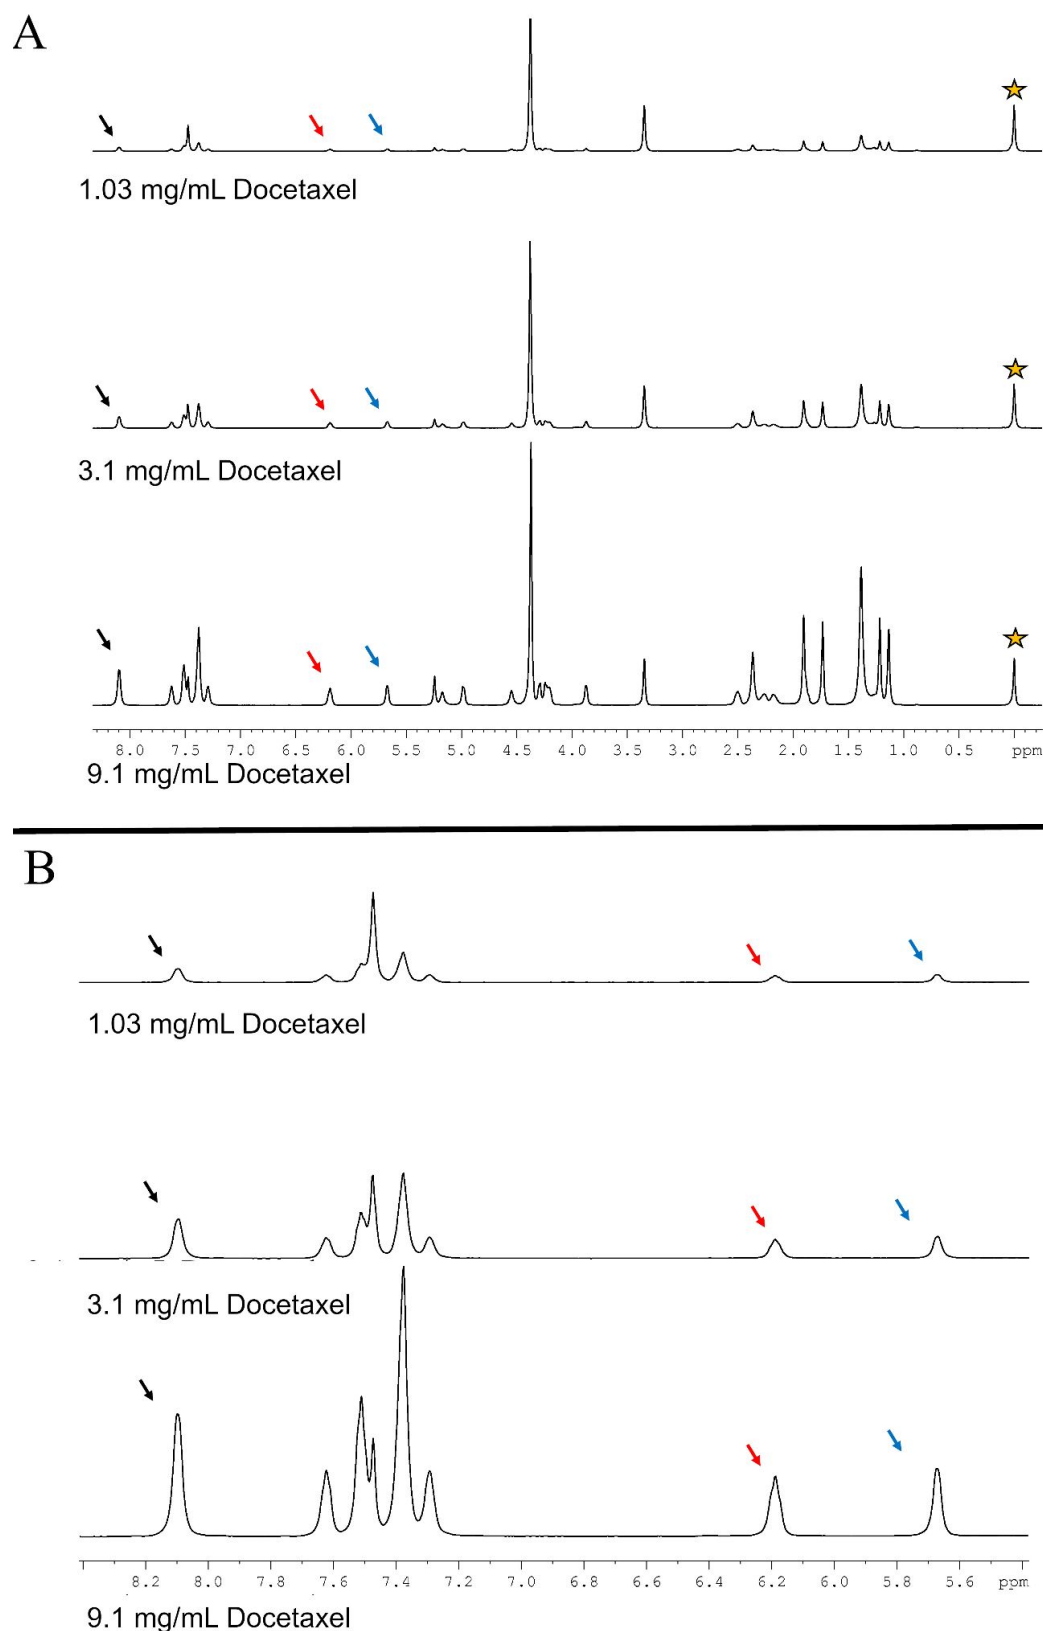 A
1.03 mg/mL Docetaxel
3.1 mg/mL Docetaxel
8.0 7.5 7.0 6.5 6.0 5.5 5.0 4.5 4.0 3.5 3.0 2.5 2.0 1.5 1.0 0.5 ppm
9.1 mg/mL Docetaxel
B
1.03 mg/mL Docetaxel
3.1 mg/mL Docetaxel
8.2 8.0 7.8 7.6 7.4 7.2 7.0 6.8 6.6 6.4 6.2 6.0 5.8 5.6 ppm
9.1 mg/mL Docetaxel